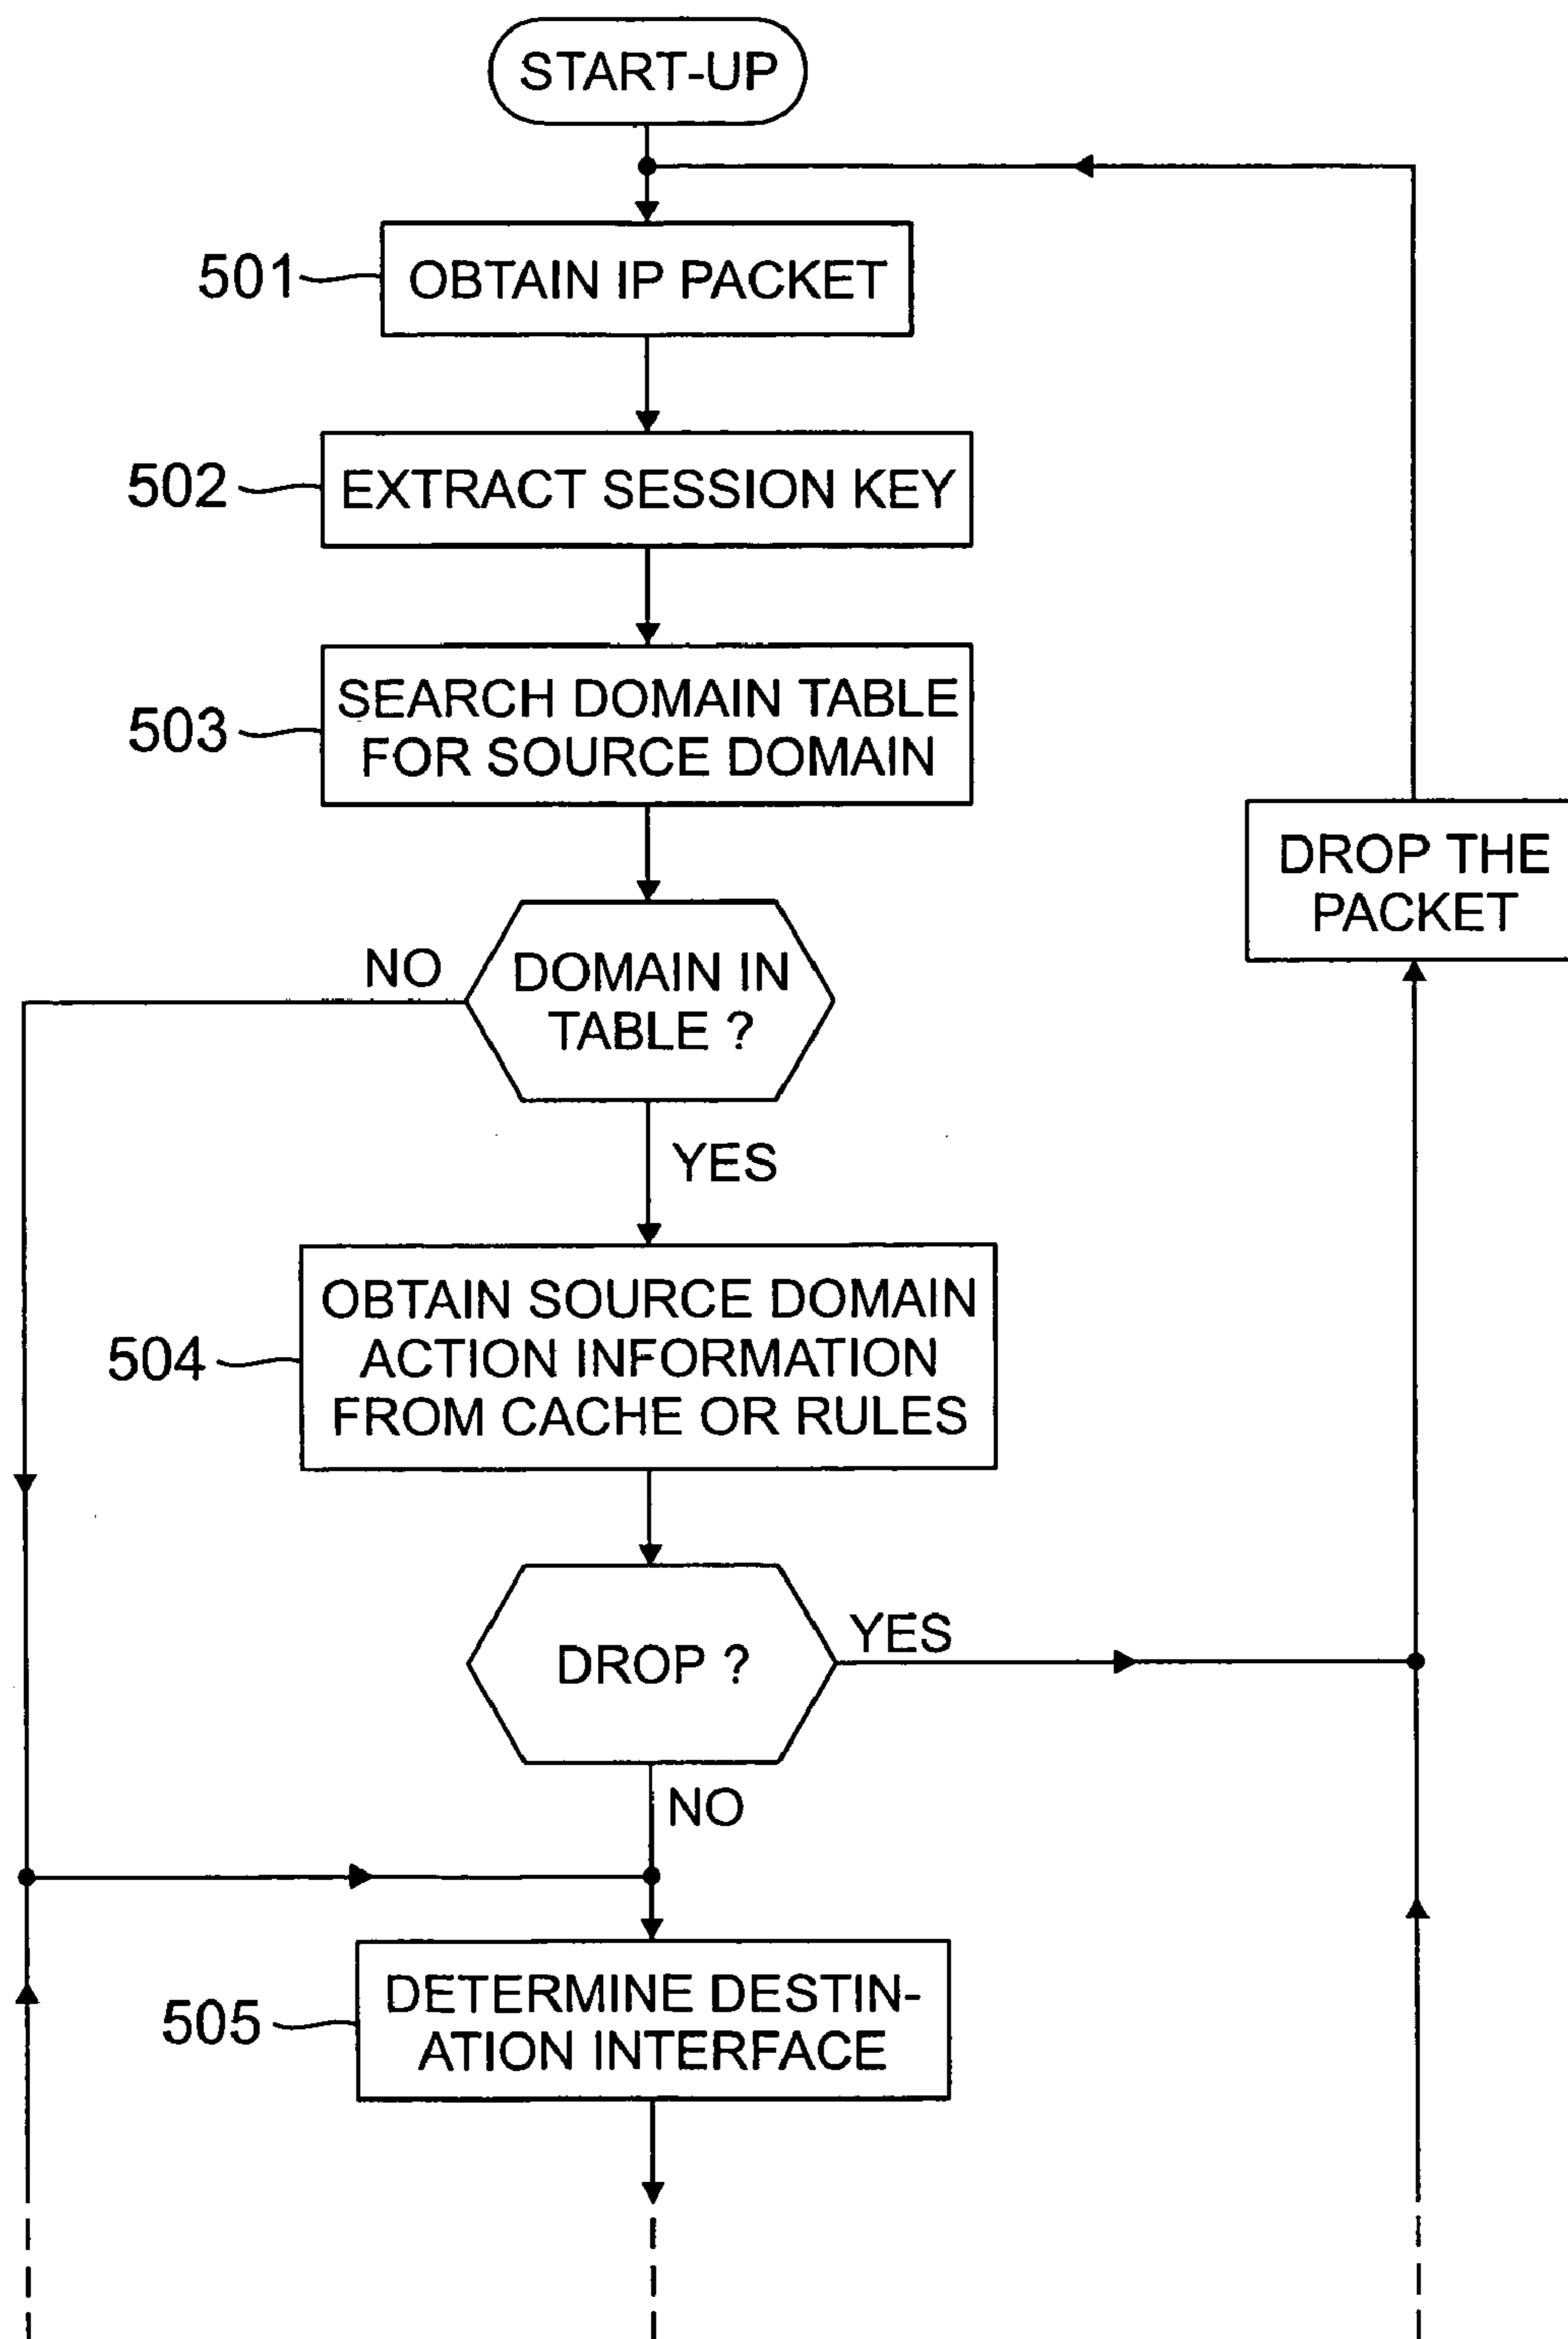 START-UP
501
OBTAIN IP PACKET
502
EXTRACT SESSION KEY
503
SEARCH DOMAIN TABLE
FOR SOURCE DOMAIN
DROP THE
PACKET
NO
DOMAIN IN
TABLE ?
YES
504
OBTAIN SOURCE DOMAIN
ACTION INFORMATION
FROM CACHE OR RULES
DROP ?
YES
NO
505
DETERMINE DESTIN-
ATION INTERFACE